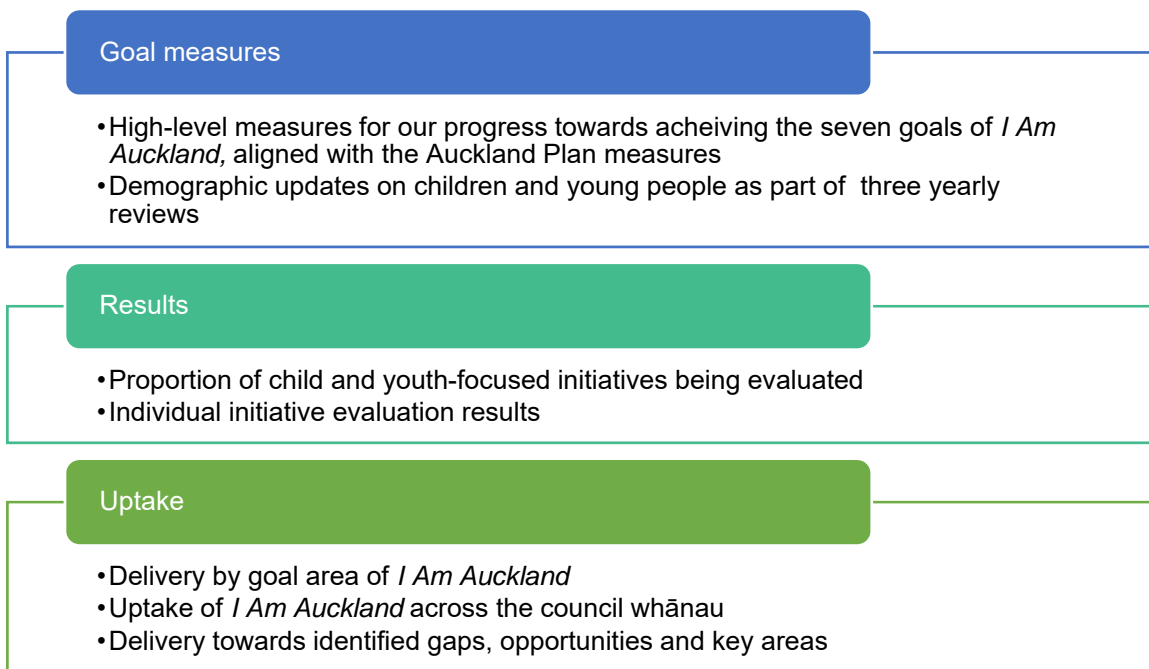 Goal measures
•High-level measures for our progress towards acheiving the seven goals of I Am
Auckland, aligned with the Auckland Plan measures
•Demographic updates on children and young people as part of three yearly
reviews
Results
•Proportion of child and youth-focused initiatives being evaluated
•Individual initiative evaluation results
Uptake
•Delivery by goal area of I Am Auckland
•Uptake of I Am Auckland across the council whānau
•Delivery towards identified gaps, opportunities and key areas